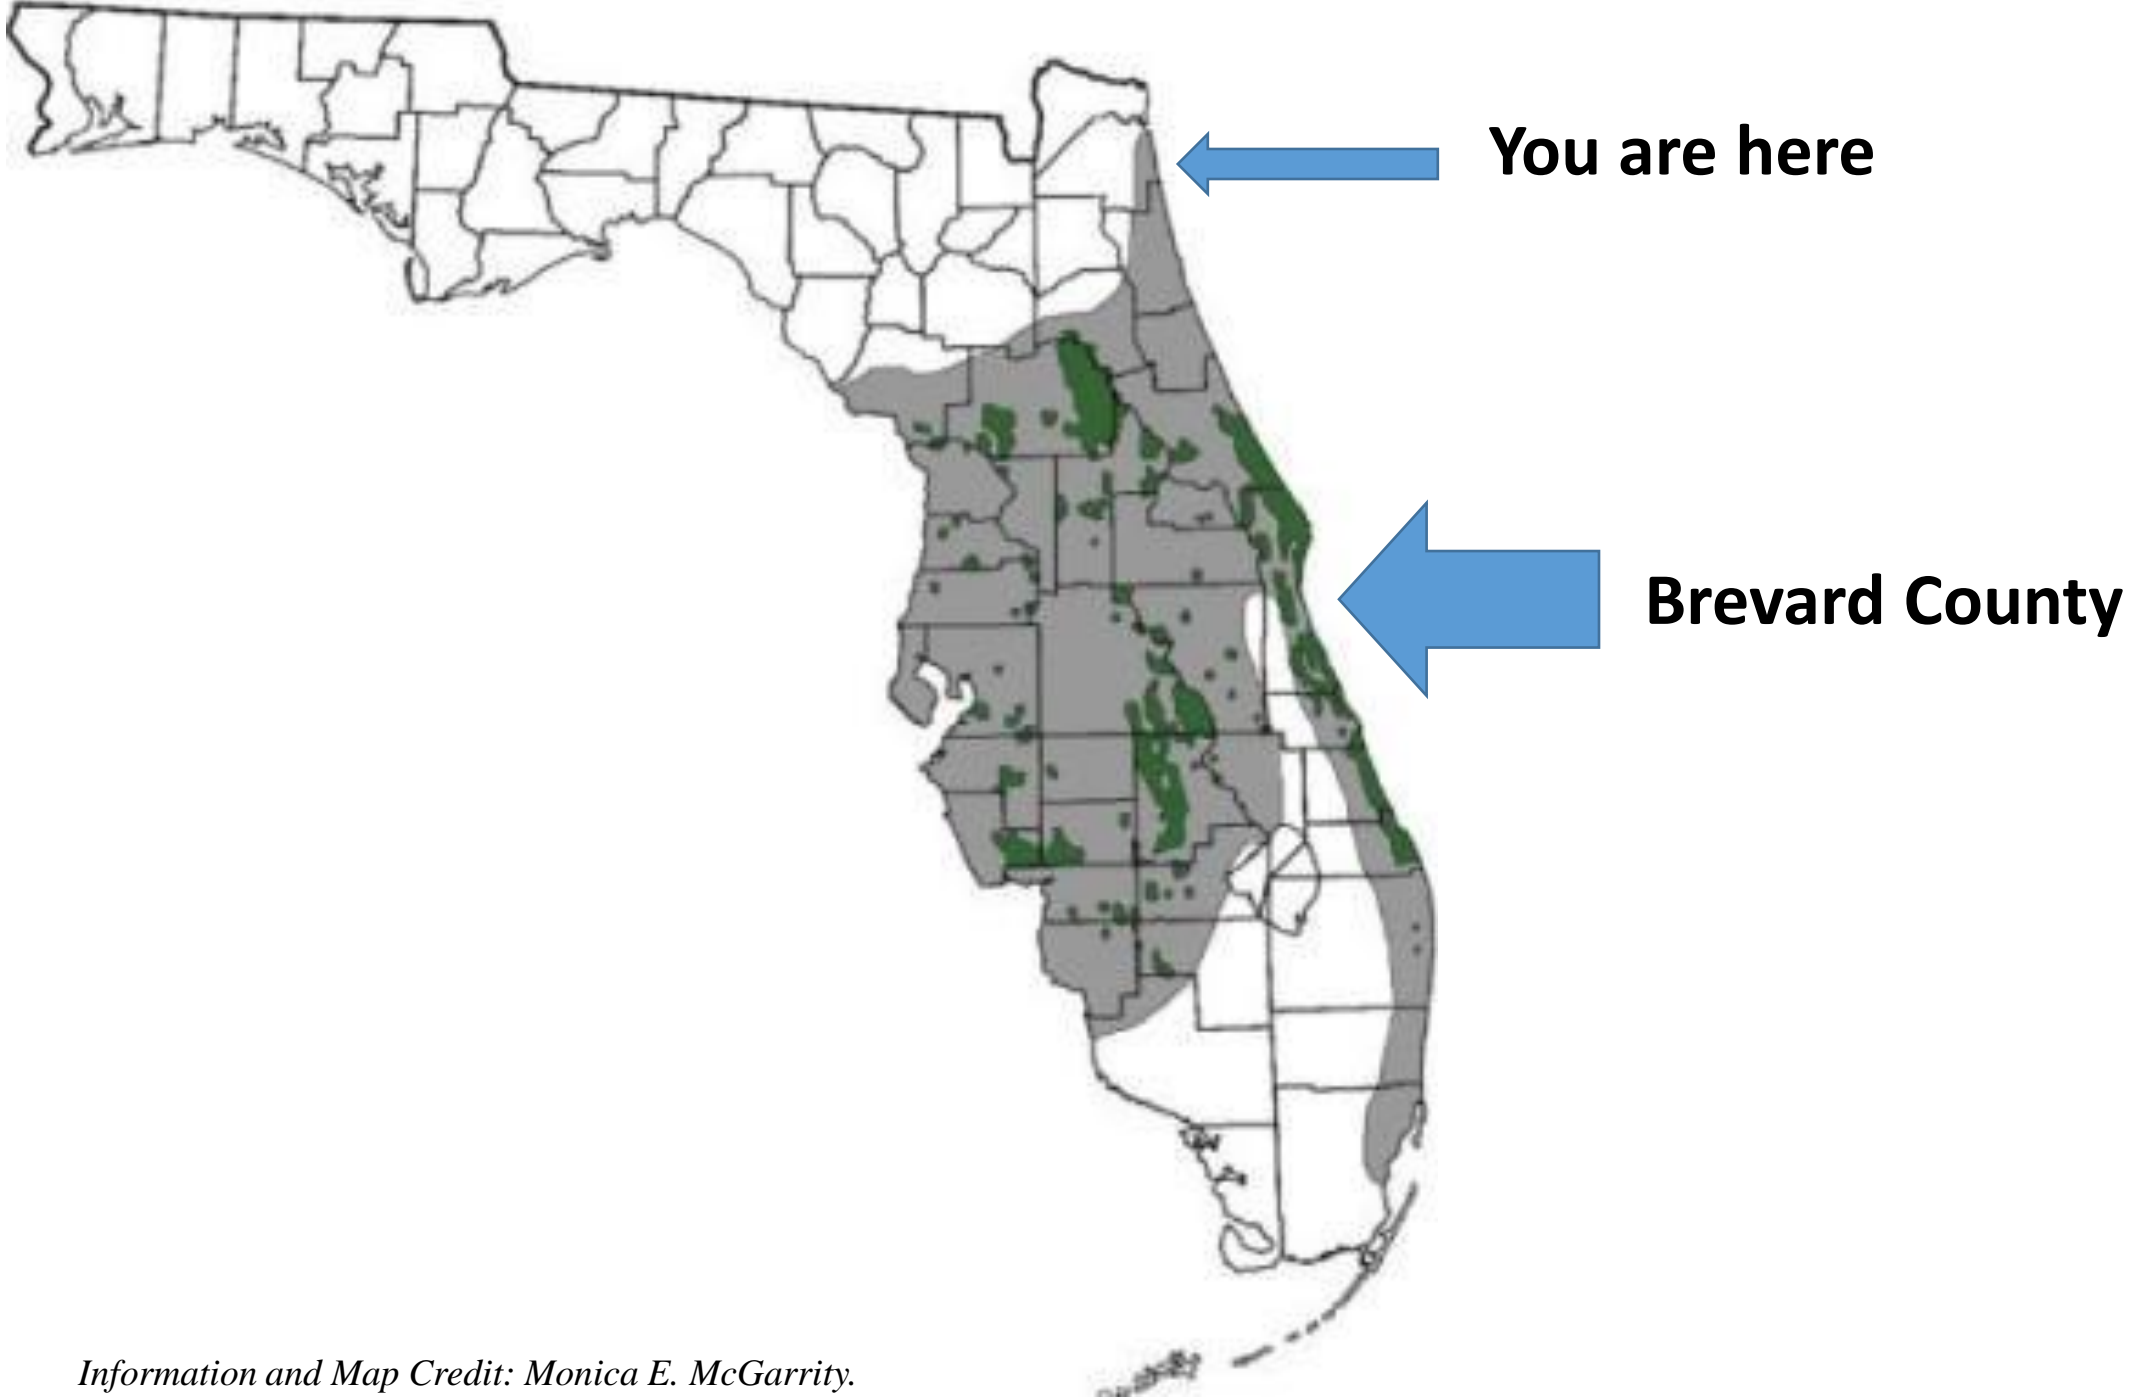 You are here
Brevard County
Information and Map Credit: Monica E. McGarrity.